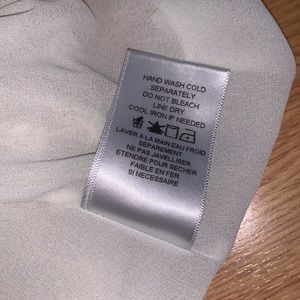 HAND WASH COLD
SEPARATELY
DO NOT BLEACH
LINE DRY
COOL IRON IF NEEDED
LAVER A LA MAIN EAU FROID
SEPAREMENT
NE PAS JAVELLISER
ETENDRE POUR SECHER
FAIBLE EN FER
SI NECESSAIRE